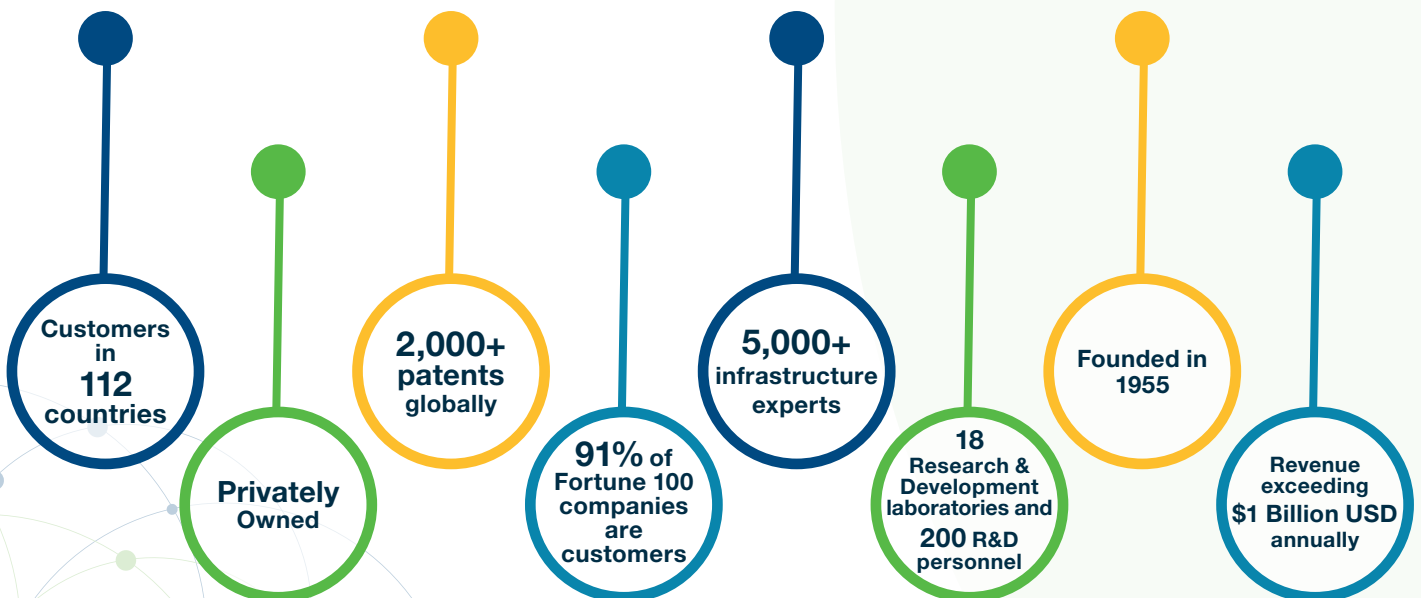 Customers
in
112
countries
Privately
Owned
2,000+
patents
globally
91% of
Fortune 100
companies
are
customers
5,000+
infrastructure
experts
18
Research &
Development
laboratories and
200 R&D
personnel
Founded in
1955
Revenue
exceeding
$1 Billion USD
annually